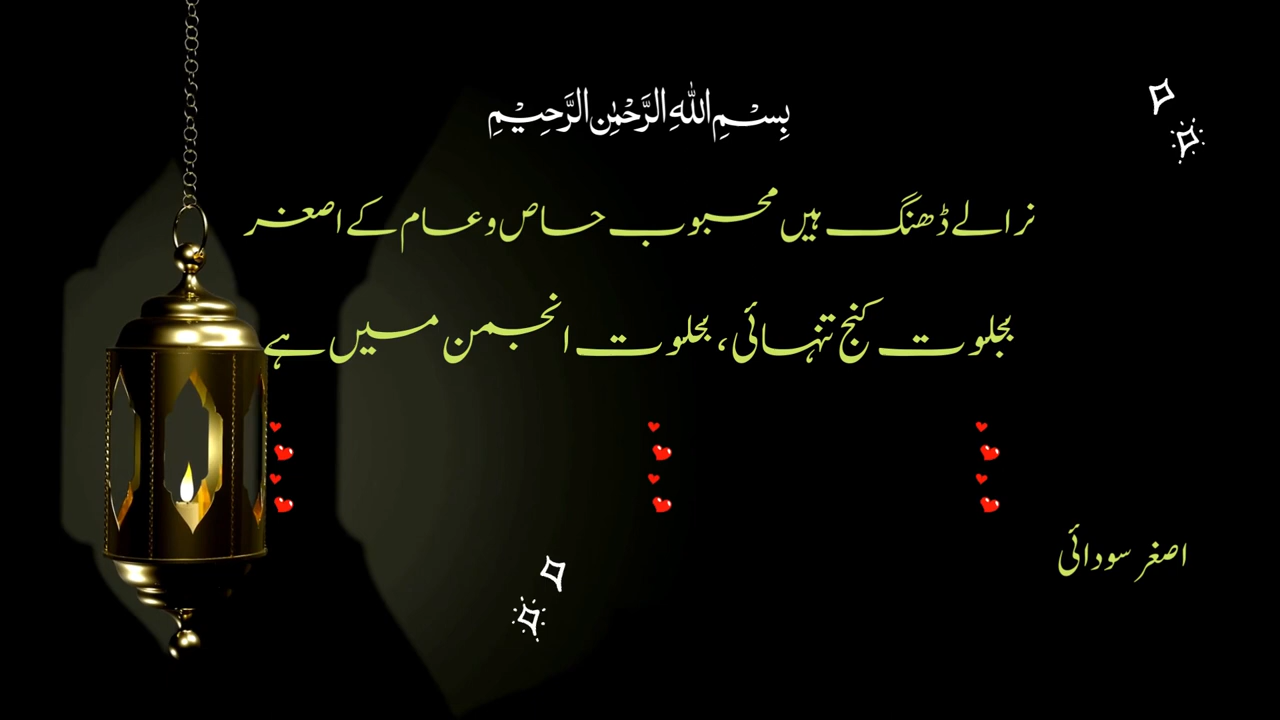 بِسْمِ اللّٰهِ الرَّحْمٰنِ الرَّحِيْمِ
نرالے ڈھنگ ہیں محبوب خاص و عام کے اصغر
بجلوت کنج تنہائی، بجلوت انجمن میں ہے
اصغر سودائی